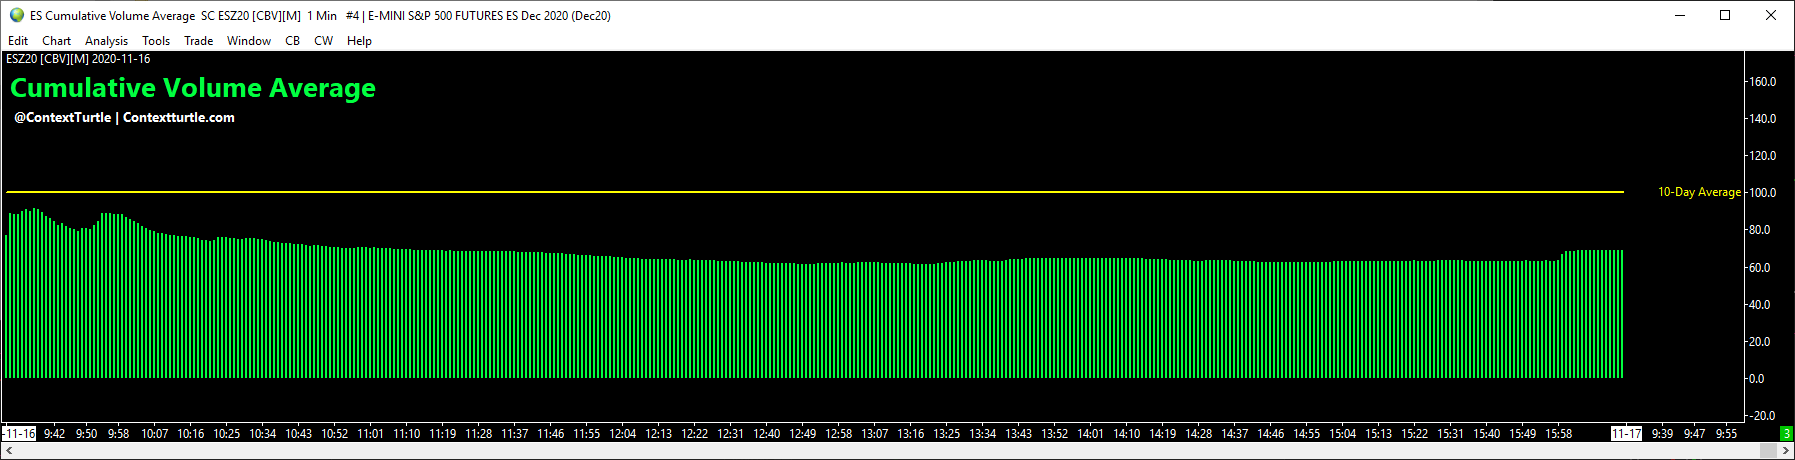 ES Cumulative Volume Average  SC ESZ20 [CBV][M]  1 Min   #4 | E-MINI S&P 500 FUTURES ES Dec 2020 (Dec20)
Edit Chart Analysis Tools Trade Window CB CW Help
ESZ20 [CBV][M] 2020-11-16
Cumulative Volume Average
@ContextTurtle | Contextturtle.com
160.0
140.0
120.0
10-Day Average 100.0
80.0
60.0
40.0
20.0
0.0
-20.0
-11-16 9:42 9:50 9:58 10:07 10:16 10:25 10:34 10:43 10:52 11:01 11:10 11:19 11:28 11:37 11:46 11:55 12:04 12:13 12:22 12:31 12:40 12:49 12:58 13:07 13:16 13:25 13:34 13:43 13:52 14:01 14:10 14:19 14:28 14:37 14:46 14:55 15:04 15:13 15:22 15:31 15:40 15:49 15:58 11-17 9:39 9:47 9:55 3